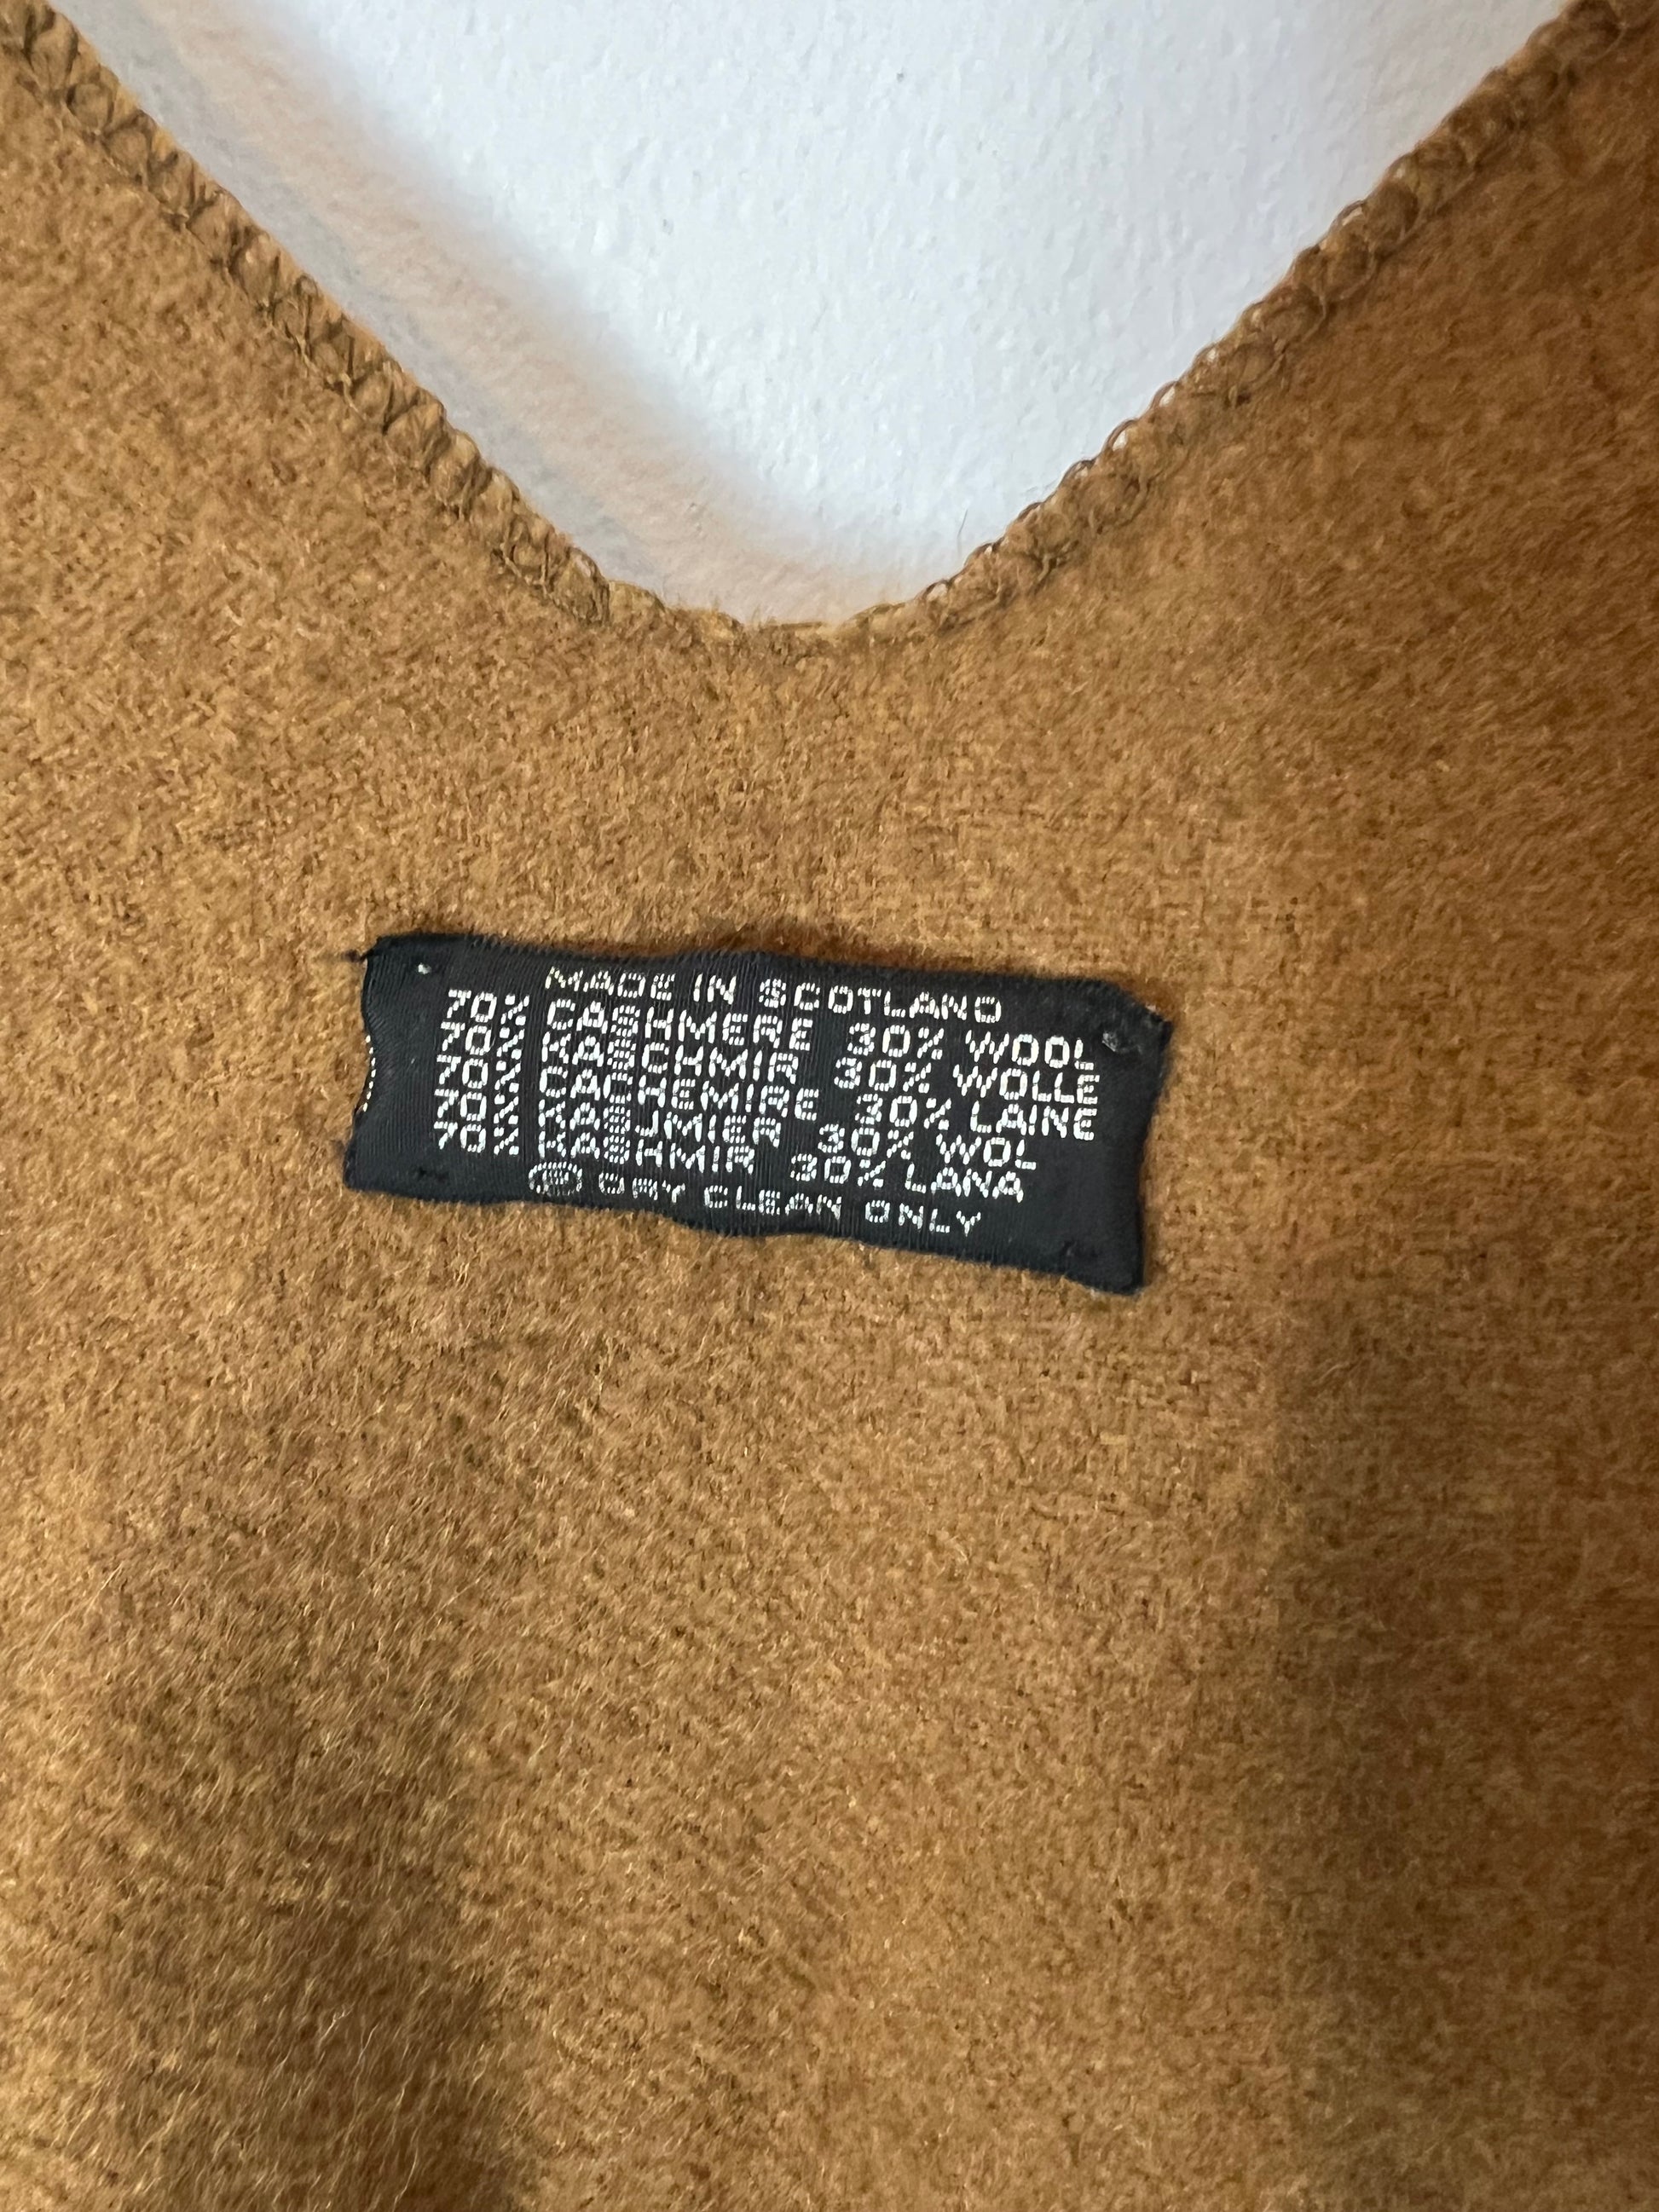 MADE IN SCOTLAND
70% CASHMERE 30% WOOL
70% KASCHMIR 30% WOLLE
70% CACHEMIRE 30% LAINE
70% KASJMIER 30% WOL
70% KASHMIR 30% LANA
Ⓟ DRY CLEAN ONLY